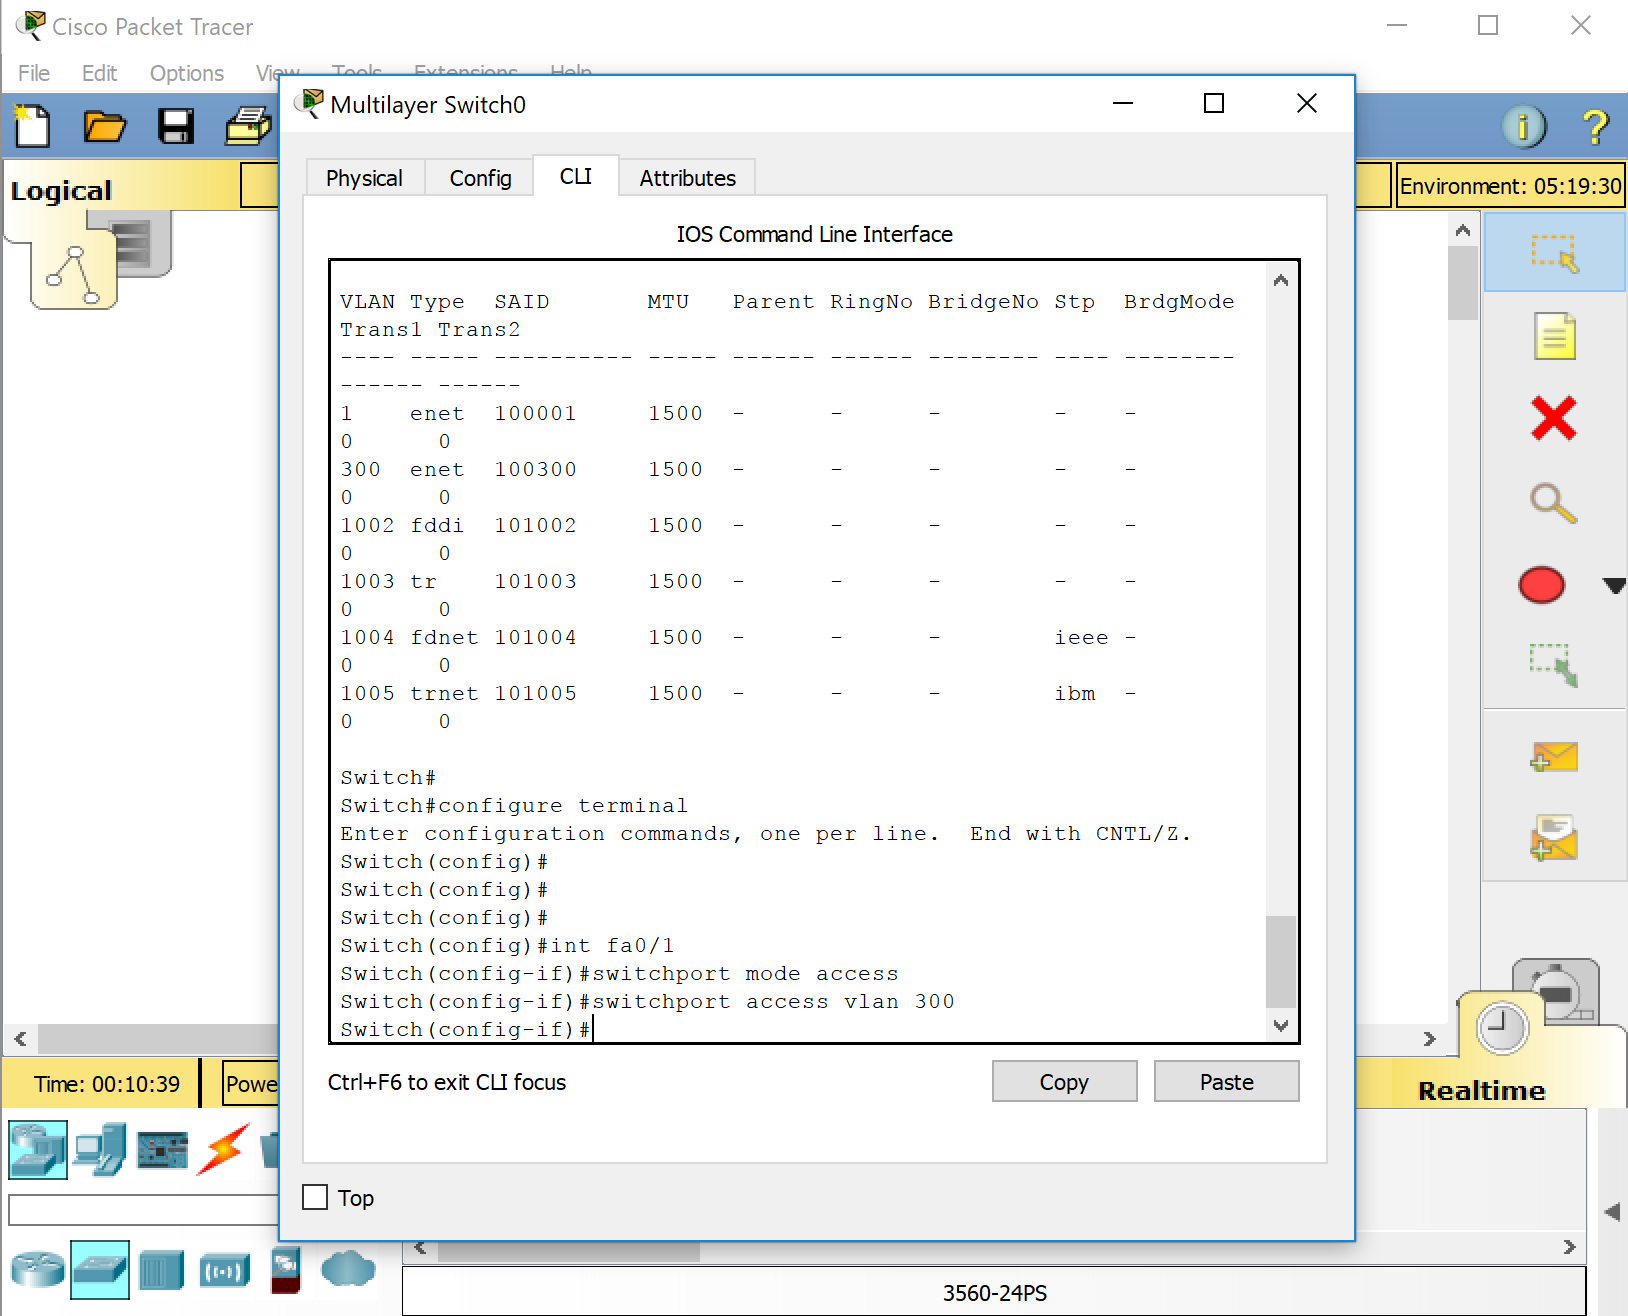 Cisco Packet Tracer
File Edit Options View Tools Extensions Help
Multilayer Switch0
Physical Config CLI Attributes
Logical
Environment: 05:19:30
IOS Command Line Interface
VLAN Type  SAID       MTU   Parent RingNo BridgeNo Stp  BrdgMode
Trans1 Trans2
---- ----- ---------- ----- ------ ------ -------- ---- --------
------ ------
1    enet  100001     1500  -      -      -        -    -
0      0
300  enet  100300     1500  -      -      -        -    -
0      0
1002 fddi  101002     1500  -      -      -        -    -
0      0
1003 tr    101003     1500  -      -      -        -    -
0      0
1004 fdnet 101004     1500  -      -      -        ieee -
0      0
1005 trnet 101005     1500  -      -      -        ibm  -
0      0
Switch#
Switch#configure terminal
Enter configuration commands, one per line.  End with CNTL/Z.
Switch(config)#
Switch(config)#
Switch(config)#
Switch(config)#int fa0/1
Switch(config-if)#switchport mode access
Switch(config-if)#switchport access vlan 300
Switch(config-if)#
Ctrl+F6 to exit CLI focus
Copy
Paste
Time: 00:10:39
Powe
Realtime
Top
3560-24PS